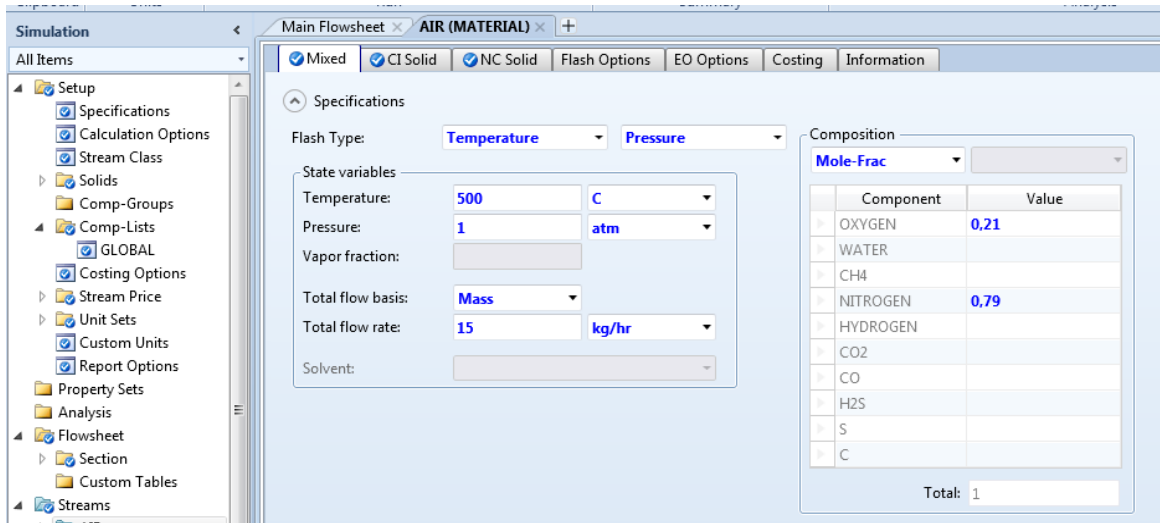 Simulation
All Items
Setup
Specifications
Calculation Options
Stream Class
Solids
Comp-Groups
Comp-Lists
GLOBAL
Costing Options
Stream Price
Unit Sets
Custom Units
Report Options
Property Sets
Analysis
Flowsheet
Section
Custom Tables
Streams
Main Flowsheet AIR (MATERIAL)
Mixed CI Solid NC Solid Flash Options EO Options Costing Information
Specifications
Flash Type: Temperature Pressure
State variables
Temperature: 500 C
Pressure: 1 atm
Vapor fraction:
Total flow basis: Mass
Total flow rate: 15 kg/hr
Solvent:
Composition
Mole-Frac
Component Value
OXYGEN 0,21
WATER
CH4
NITROGEN 0,79
HYDROGEN
CO2
CO
H2S
S
C
Total: 1